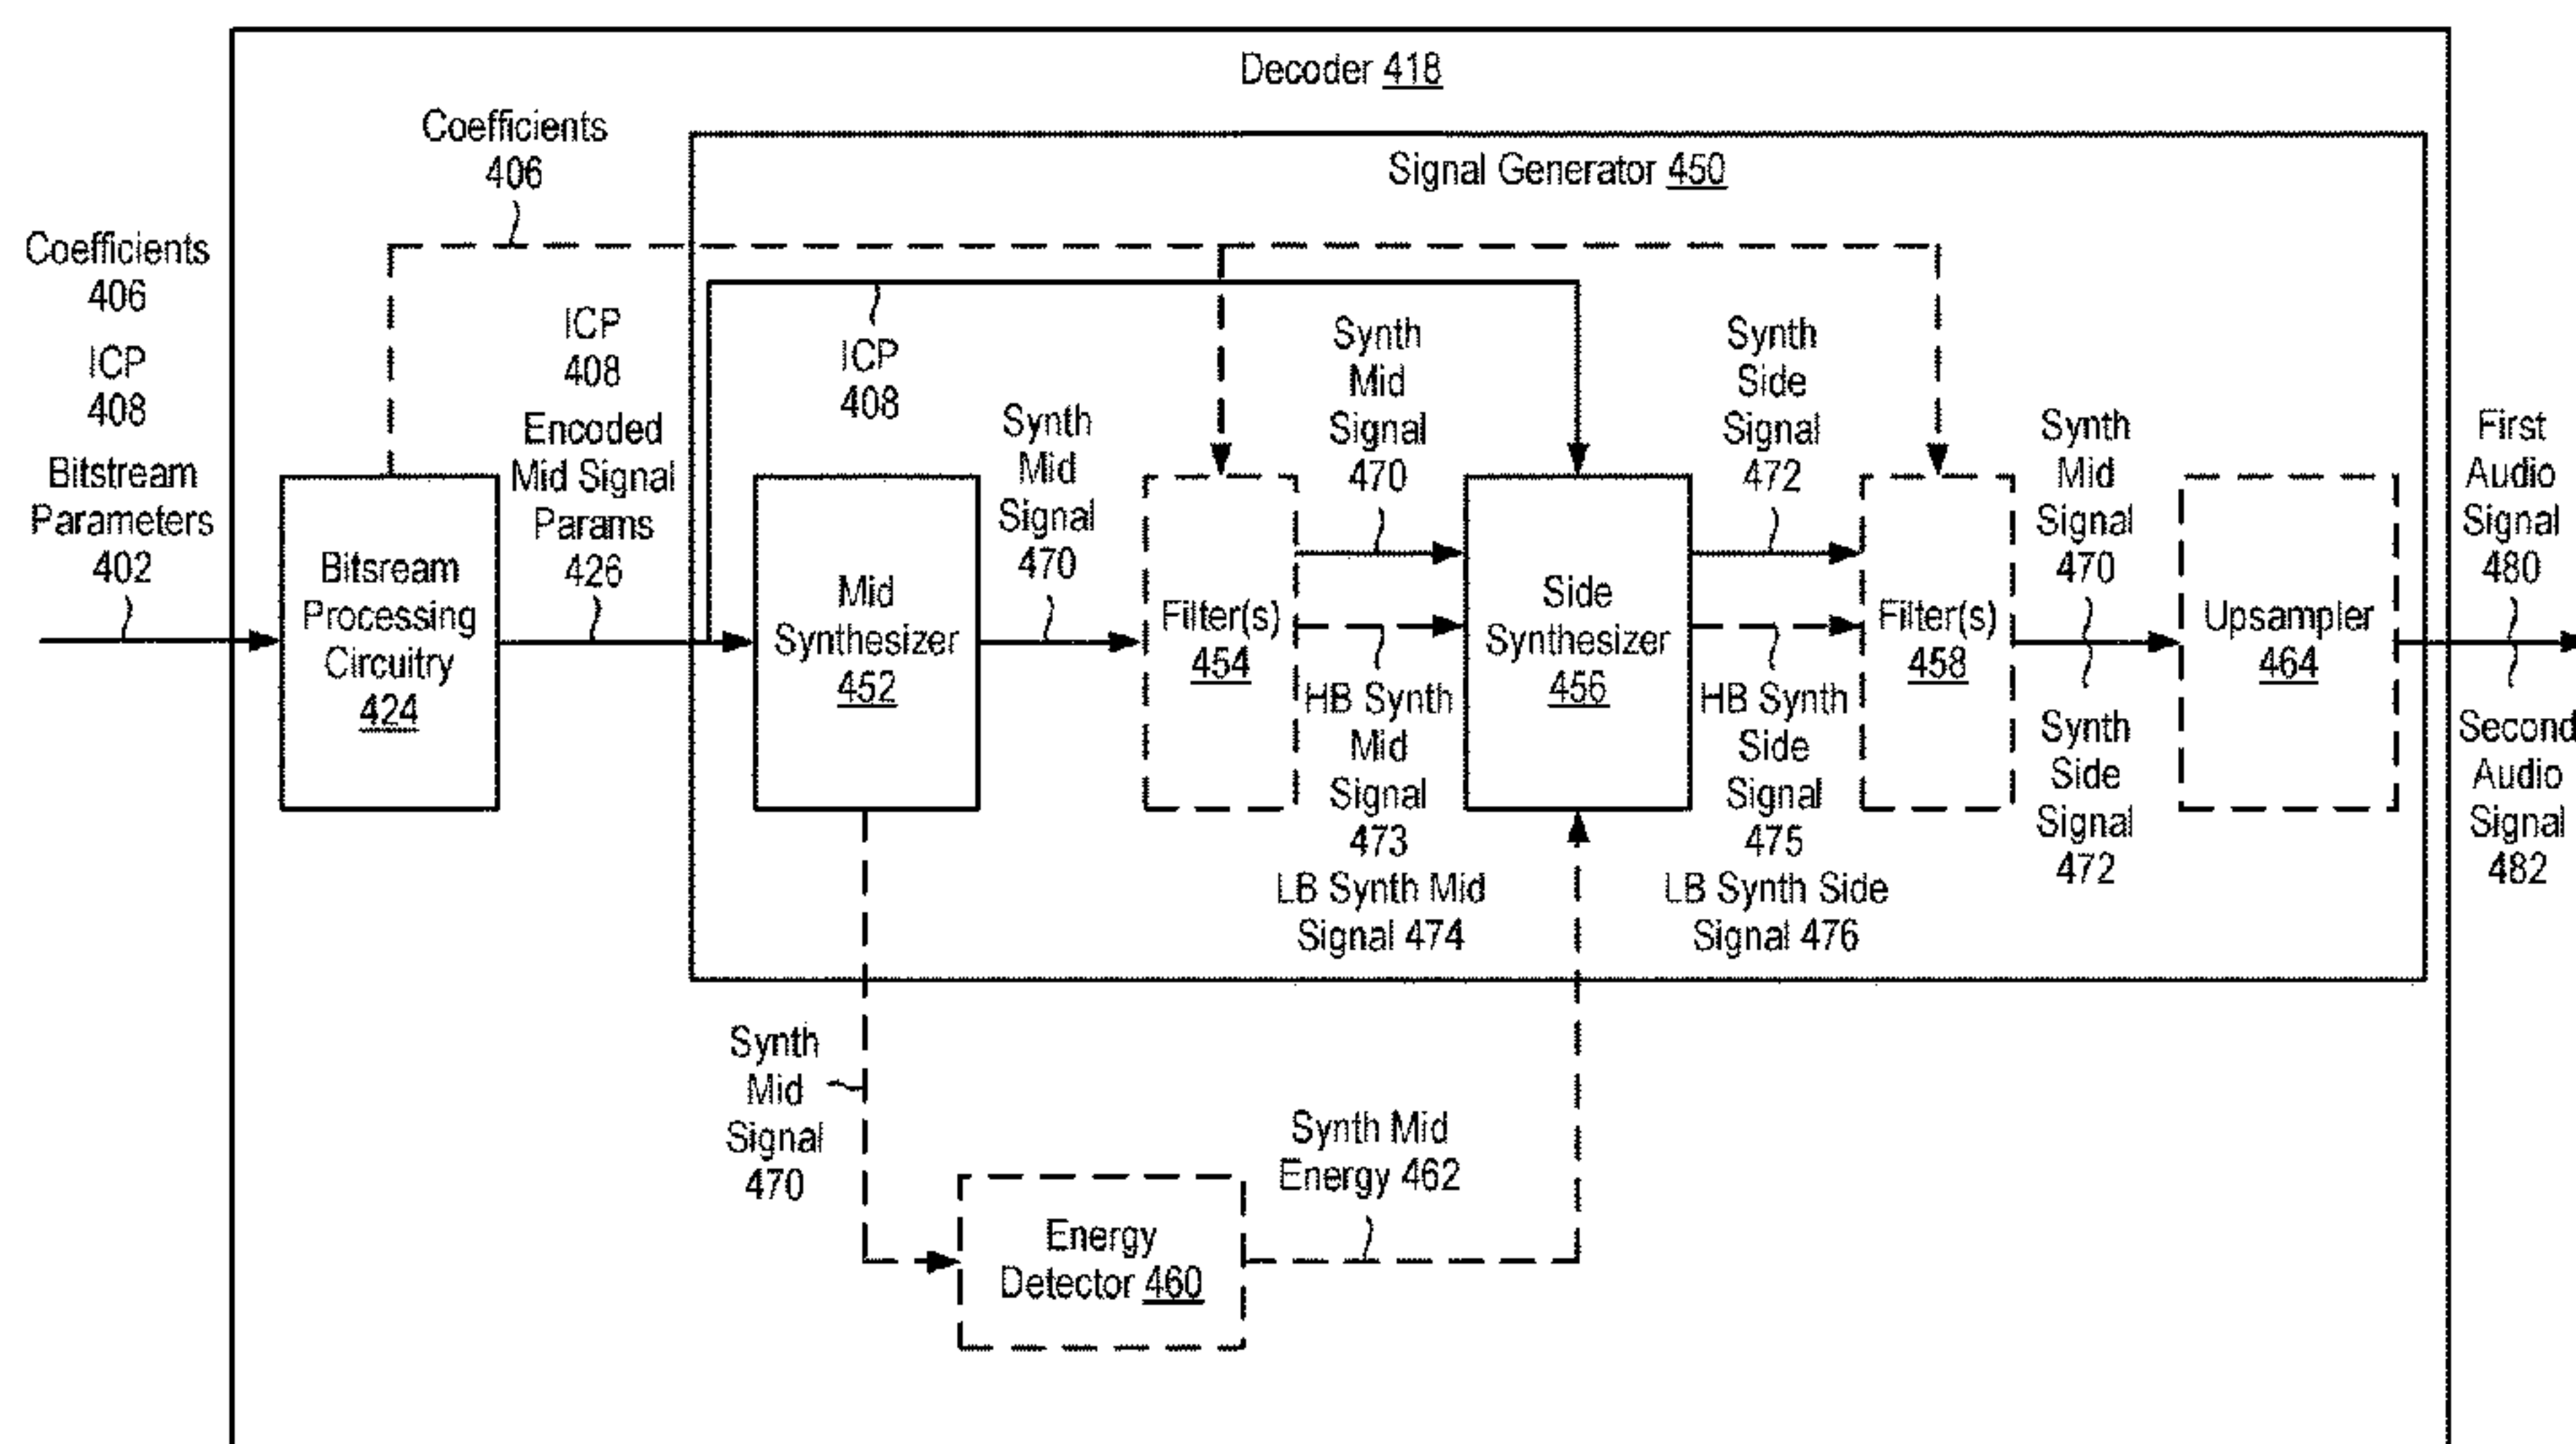 Decoder 418
Coefficients
406
Signal Generator 450
Coefficients
406
ICP
408
Bitstream
Parameters
402
ICP
408
Encoded
Mid Signal
Params
426
ICP
408
Synth
Mid
Signal
470
Synth
Mid
Signal
470
Synth
Side
Signal
472
Synth
Mid
Signal
470
First
Audio
Signal
480
Bitsream
Processing
Circuitry
424
Mid
Synthesizer
452
Filter(s)
454
Side
Synthesizer
456
Filter(s)
458
Upsampler
464
HB Synth
Mid
Signal
473
LB Synth Mid
Signal 474
HB Synth
Side
Signal
475
LB Synth Side
Signal 476
Synth
Side
Signal
472
Second
Audio
Signal
482
Synth
Mid
Signal
470
Synth Mid
Energy 462
Energy
Detector 460